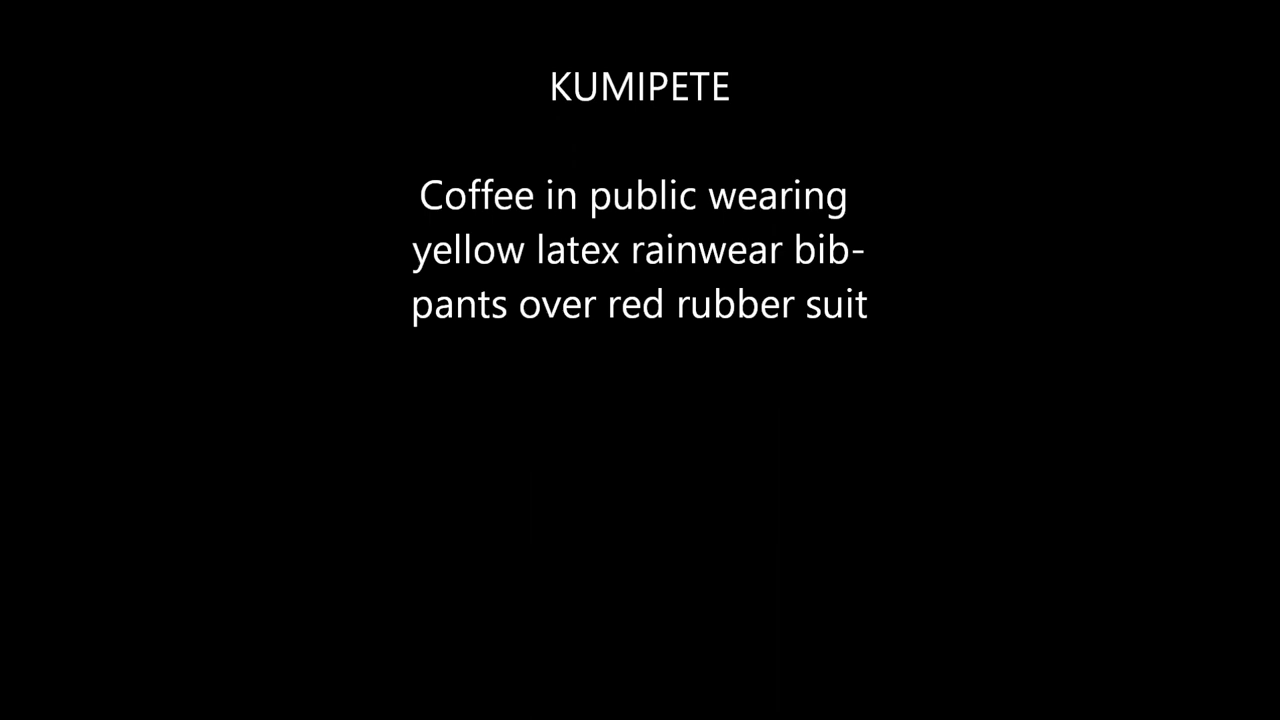 KUMIPETE
Coffee in public wearing
yellow latex rainwear bib-
pants over red rubber suit